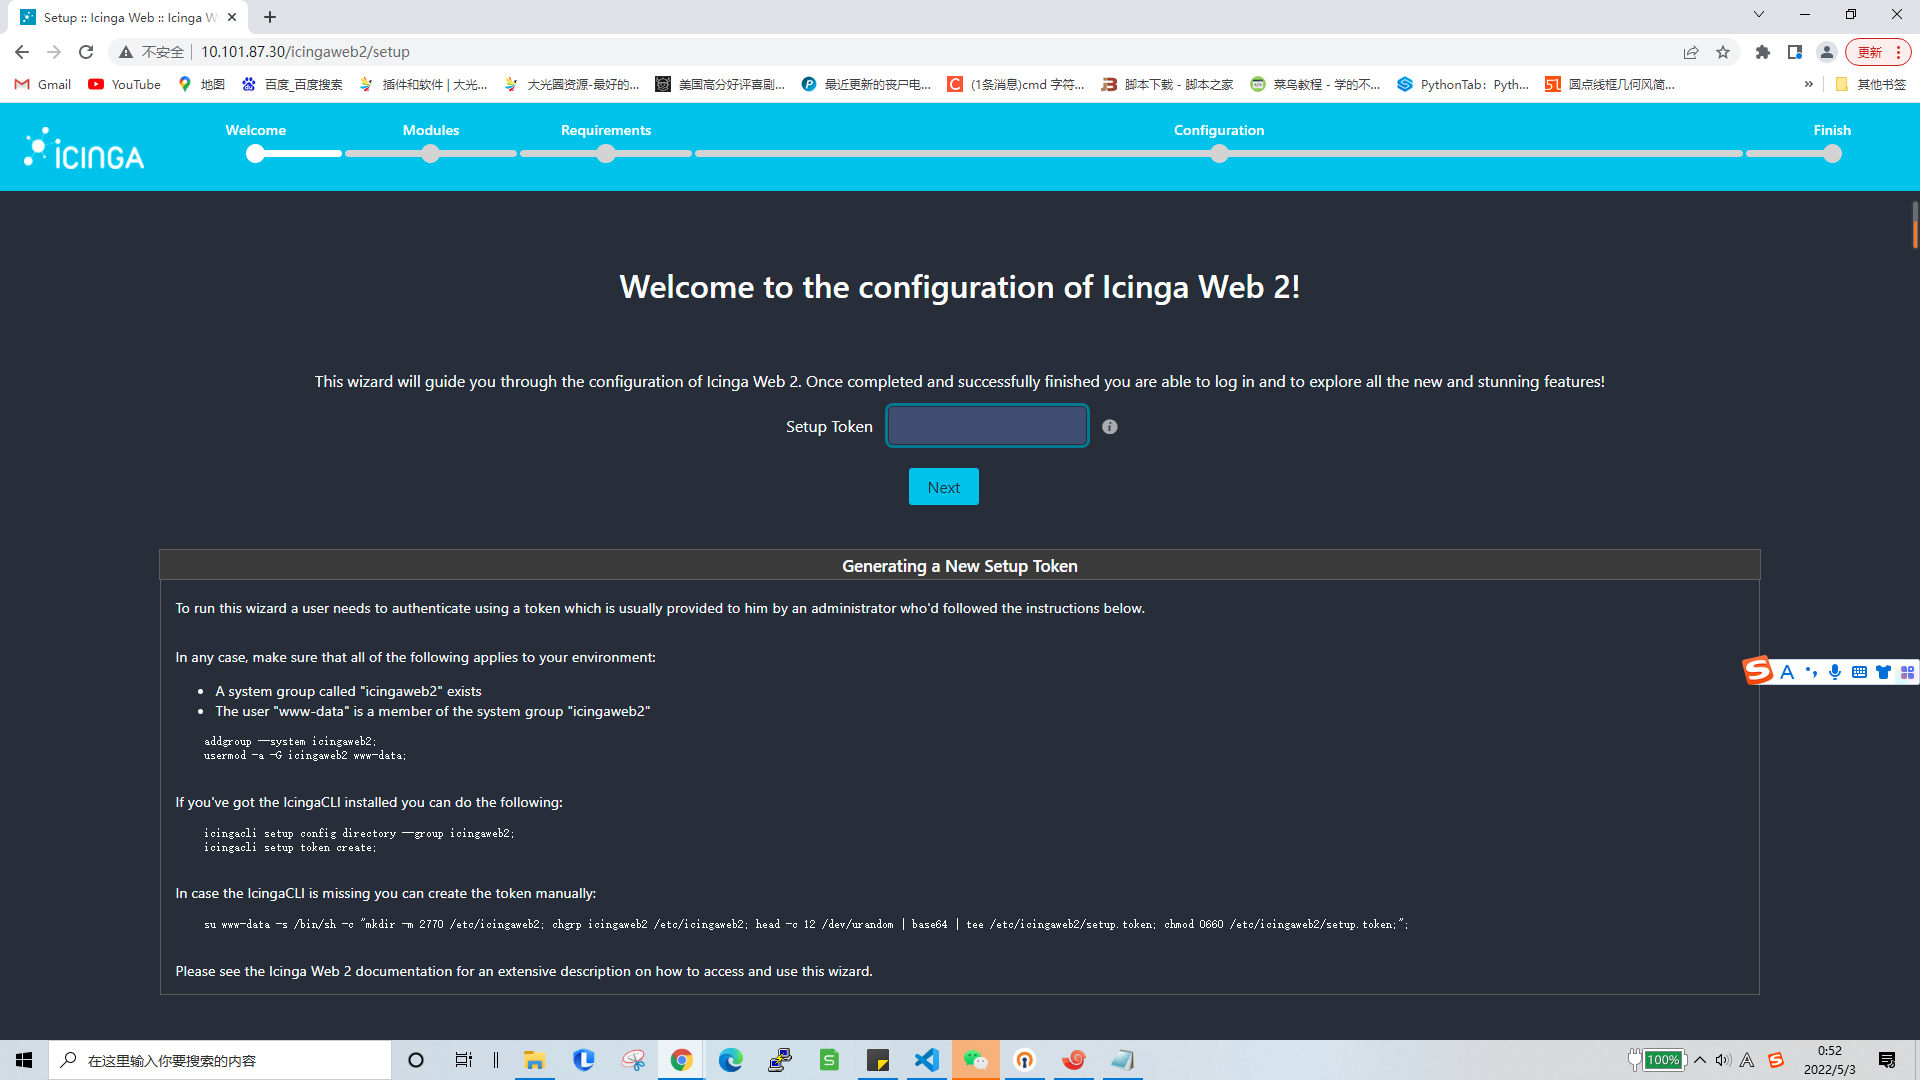 Setup :: Icinga Web :: Icinga W
不安全
10.101.87.30/icingaweb2/setup
更新
Gmail
YouTube
地图
百度_百度搜索
插件和软件 | 大光...
大光圈资源-最好的...
美国高分好评喜剧...
最近更新的丧尸电...
(1条消息)cmd 字符...
脚本下载 - 脚本之家
菜鸟教程 - 学的不...
PythonTab：Pyth...
圆点线框几何风简...
»
其他书签
ICINGA
Welcome
Modules
Requirements
Configuration
Finish
Welcome to the configuration of Icinga Web 2!
This wizard will guide you through the configuration of Icinga Web 2. Once completed and successfully finished you are able to log in and to explore all the new and stunning features!
Setup Token
Next
Generating a New Setup Token
To run this wizard a user needs to authenticate using a token which is usually provided to him by an administrator who'd followed the instructions below.
In any case, make sure that all of the following applies to your environment:
• A system group called "icingaweb2" exists
• The user "www-data" is a member of the system group "icingaweb2"
addgroup --system icingaweb2;
usermod -a -G icingaweb2 www-data;
If you've got the IcingaCLI installed you can do the following:
icingacli setup config directory --group icingaweb2;
icingacli setup token create;
In case the IcingaCLI is missing you can create the token manually:
su www-data -s /bin/sh -c "mkdir -m 2770 /etc/icingaweb2; chgrp icingaweb2 /etc/icingaweb2; head -c 12 /dev/urandom | base64 | tee /etc/icingaweb2/setup.token; chmod 0660 /etc/icingaweb2/setup.token;";
Please see the Icinga Web 2 documentation for an extensive description on how to access and use this wizard.
在这里输入你要搜索的内容
100%
0:52
2022/5/3